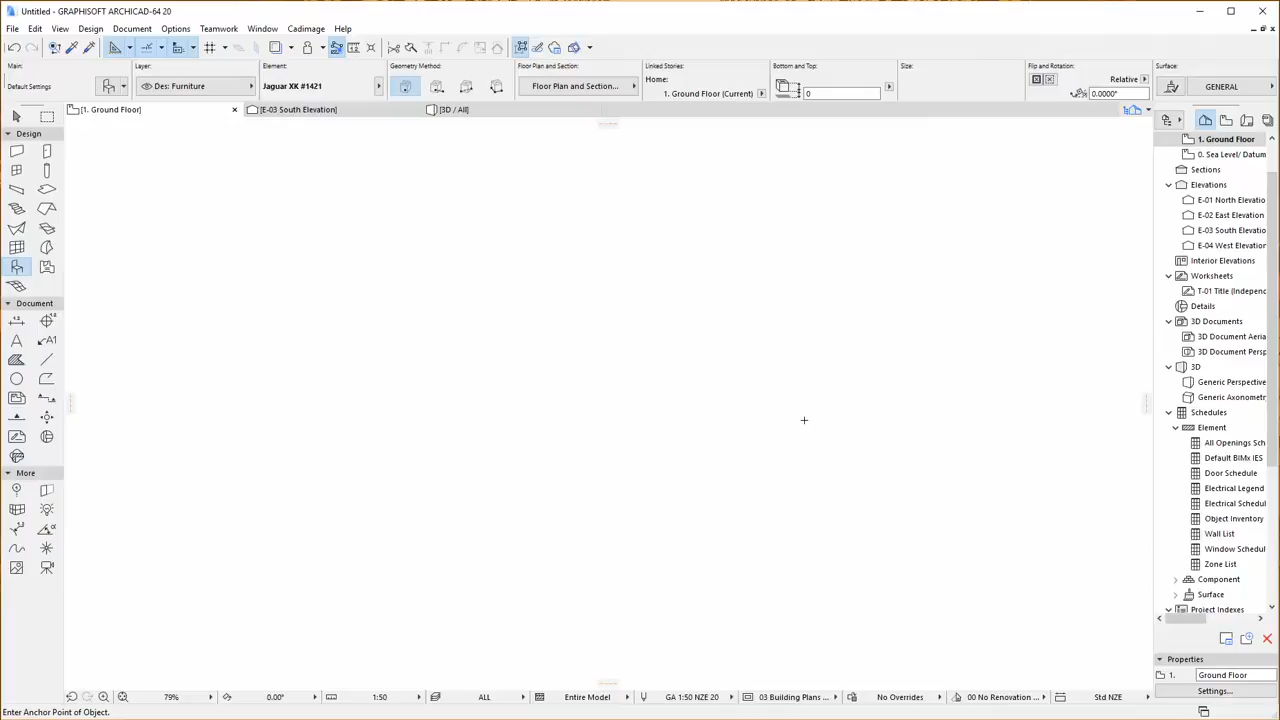 Untitled - GRAPHISOFT ARCHICAD-64 20
File Edit View Design Document Options Teamwork Window Cadimage Help
Main: Layer: Element: Geometry Method: Floor Plan and Section: Linked Stories: Bottom and Top: Size: Flip and Rotation: Surface:
Default Settings Des: Furniture Jaguar XK #1421 Floor Plan and Section... Home: 1. Ground Floor (Current) 0 Relative 0.0000° GENERAL
[1. Ground Floor] [E-03 South Elevation] [3D / All]
Design
Document
More
1. Ground Floor
0. Sea Level/ Datum
Sections
Elevations
E-01 North Elevatio
E-02 East Elevation
E-03 South Elevatio
E-04 West Elevation
Interior Elevations
Worksheets
T-01 Title (Independ
Details
3D Documents
3D Document Aeria
3D Document Persp
3D
Generic Perspective
Generic Axonometr
Schedules
Element
All Openings Sch
Default BIMx IES
Door Schedule
Electrical Legend
Electrical Schedul
Object Inventory
Wall List
Window Schedul
Zone List
Component
Surface
Project Indexes
Properties
1. Ground Floor
Settings...
79% 0.00° 1:50 ALL Entire Model GA 1:50 NZE 20 03 Building Plans ... No Overrides 00 No Renovation ... Std NZE
Enter Anchor Point of Object.